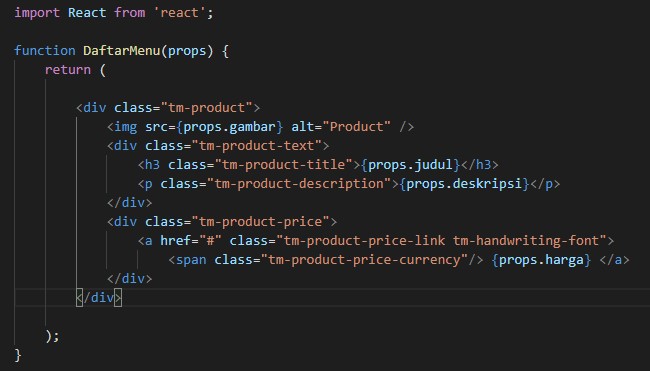 import React from 'react';
function DaftarMenu(props) {
return (
<div class="tm-product">
<img src={props.gambar} alt="Product" />
<div class="tm-product-text">
<h3 class="tm-product-title">{props.judul}</h3>
<p class="tm-product-description">{props.deskripsi}</p>
</div>
<div class="tm-product-price">
<a href="#" class="tm-product-price-link tm-handwriting-font">
<span class="tm-product-price-currency"/> {props.harga} </a>
</div>
</div>
);
}